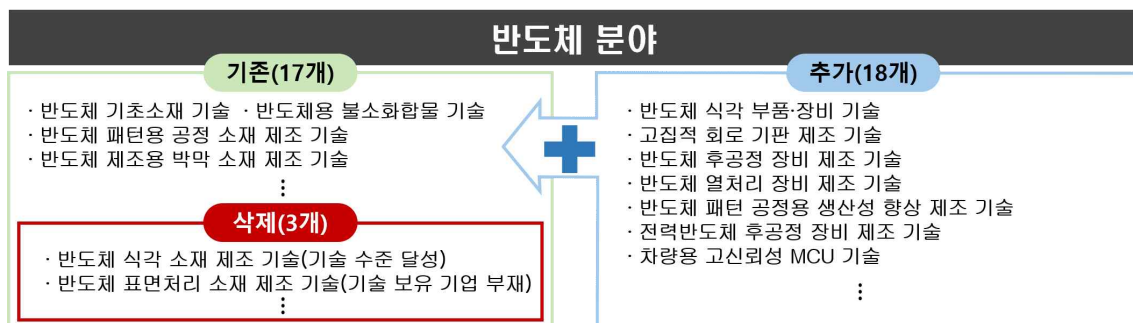 반도체 분야
기존(17개)
· 반도체 기초소재 기술 · 반도체용 불소화합물 기술
· 반도체 패턴용 공정 소재 제조 기술
· 반도체 제조용 박막 소재 제조 기술
⋮
삭제(3개)
· 반도체 식각 소재 제조 기술(기술 수준 달성)
· 반도체 표면처리 소재 제조 기술(기술 보유 기업 부재)
⋮
추가(18개)
· 반도체 식각 부품·장비 기술
· 고집적 회로 기판 제조 기술
· 반도체 후공정 장비 제조 기술
· 반도체 열처리 장비 제조 기술
· 반도체 패턴 공정용 생산성 향상 제조 기술
· 전력반도체 후공정 장비 제조 기술
· 차량용 고신뢰성 MCU 기술
⋮